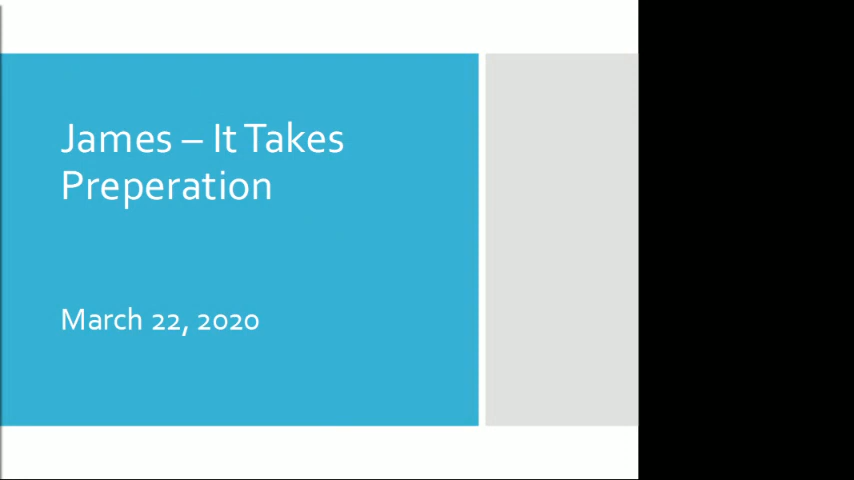 James – It Takes
Preperation
March 22, 2020